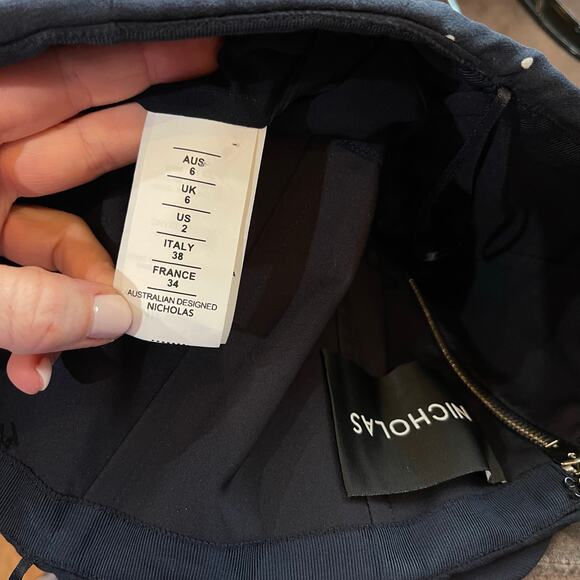 AUS
6
UK
6
US
2
ITALY
38
FRANCE
34
AUSTRALIAN DESIGNED
NICHOLAS
NICHOLAS